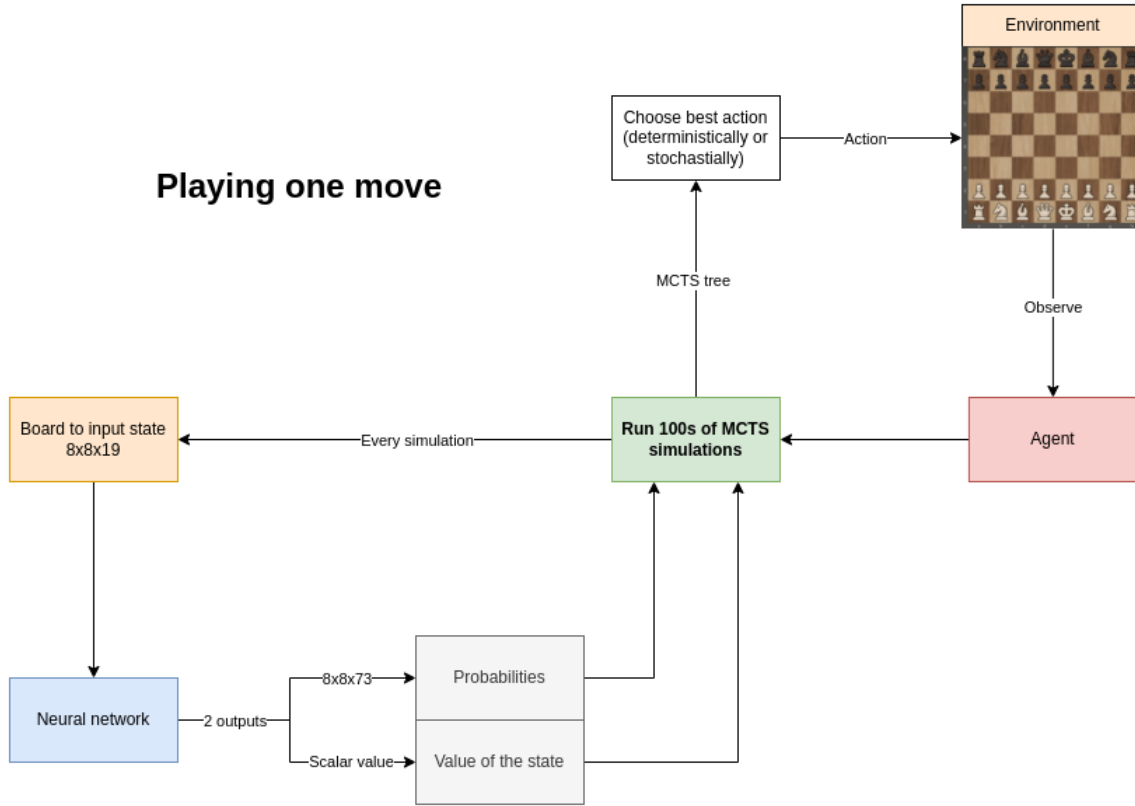 Environment
Choose best action
(deterministically or
stochastially)
Action
Playing one move
MCTS tree
Observe
Board to input state
8x8x19
Every simulation
Run 100s of MCTS
simulations
Agent
8x8x73
Probabilities
Neural network
2 outputs
Scalar value
Value of the state